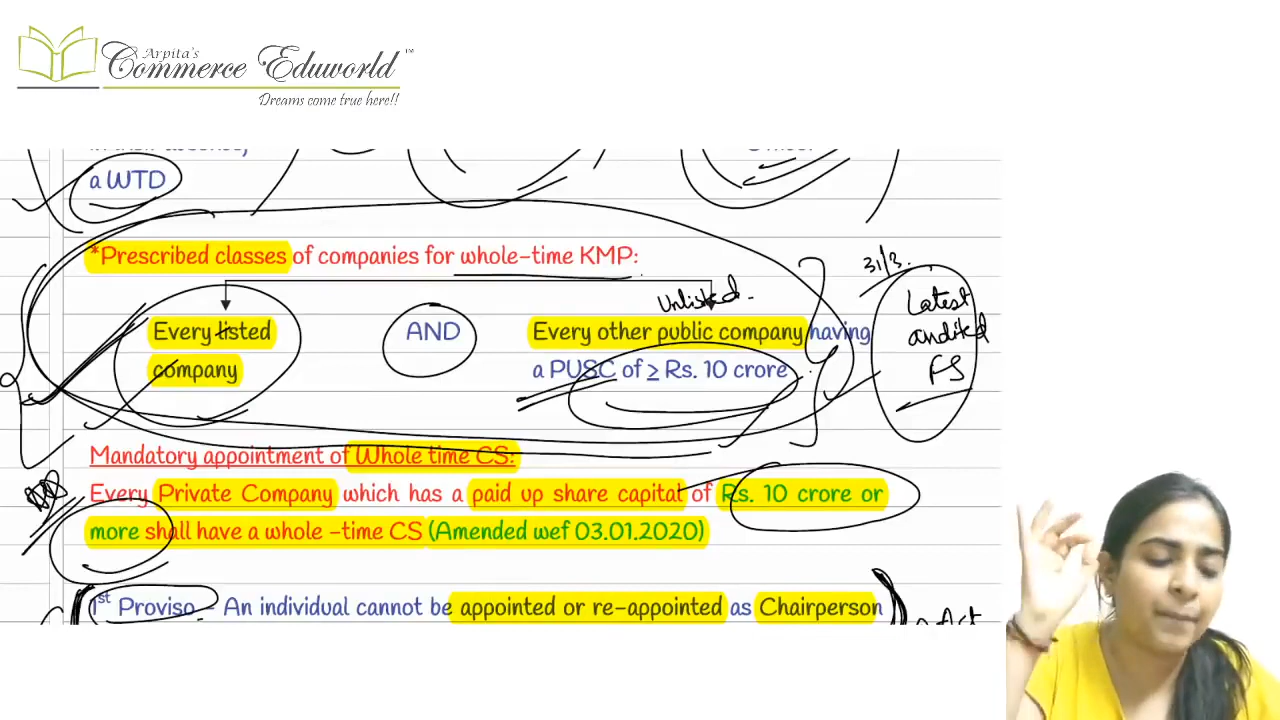 Arpita's
Commerce Eduworld™
Dreams come true here!!
a WTD
*Prescribed classes of companies for whole-time KMP:
31/3.
Unlisted.
Every listed
company
AND
Every other public company having
a PUSC of ≥ Rs. 10 crore
Latest
audited
FS
Mandatory appointment of Whole time CS:
Every Private Company which has a paid up share capital of Rs. 10 crore or
more shall have a whole -time CS (Amended wef 03.01.2020)
1st Proviso - An individual cannot be appointed or re-appointed as Chairperson
Act